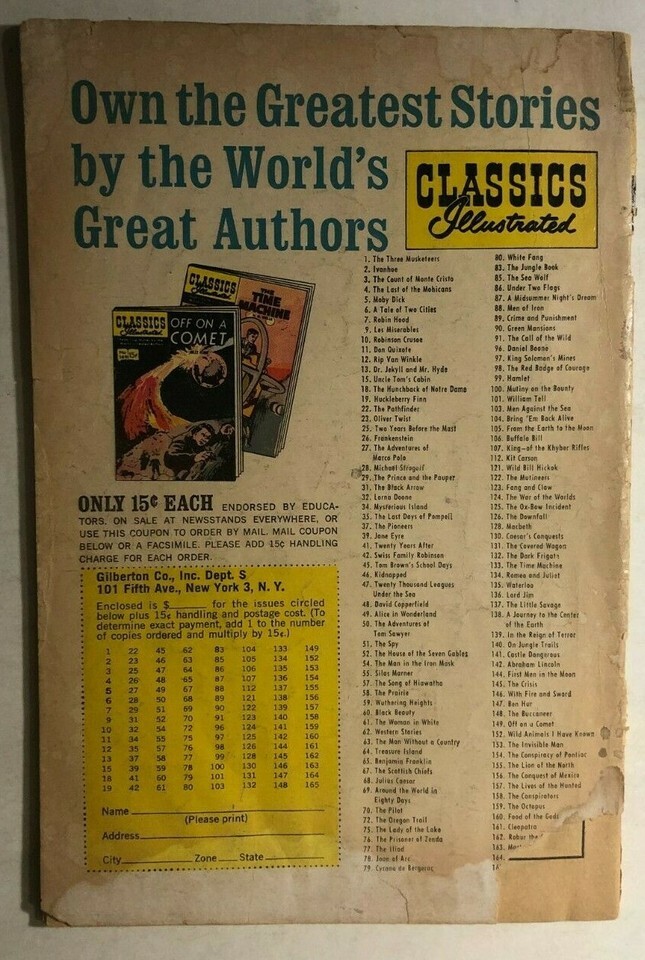 Own the Greatest Stories
by the World's
Great Authors
CLASSICS
Illustrated
CLASSICS
Illustrated
THE
TIME
MACHINE
CLASSICS
Illustrated
OFF ON A
COMET
ONLY 15¢ EACH ENDORSED BY EDUCA-
TORS. ON SALE AT NEWSSTANDS EVERYWHERE, OR
USE THIS COUPON TO ORDER BY MAIL. MAIL COUPON
BELOW OR A FACSIMILE. PLEASE ADD 15¢ HANDLING
CHARGE FOR EACH ORDER.
Gilberton Co., Inc. Dept. S
101 Fifth Ave., New York 3, N. Y.
Enclosed is $______ for the issues circled
below plus 15¢ handling and postage cost. (To
determine exact payment, add 1 to the number
of copies ordered and multiply by 15¢.)
1 22 45 62 83 104 133 149
2 23 46 63 85 105 134 152
3 25 47 64 86 106 135 153
4 26 48 65 87 107 136 154
5 27 49 67 88 112 137 155
6 28 50 68 89 121 138 156
7 29 51 69 90 122 139 157
9 31 52 70 91 123 140 158
10 32 54 72 96 124 141 159
11 34 55 75 97 125 142 160
12 35 57 76 98 126 144 161
13 37 58 77 99 128 145 162
15 39 59 78 100 130 146 163
18 41 60 79 101 131 147 164
19 42 61 80 103 132 148 165
Name
(Please print)
Address
City Zone State
1. The Three Musketeers
2. Ivanhoe
3. The Count of Monte Cristo
4. The Last of the Mohicans
5. Moby Dick
6. A Tale of Two Cities
7. Robin Hood
9. Les Miserables
10. Robinson Crusoe
11. Don Quixote
12. Rip Van Winkle
13. Dr. Jekyll and Mr. Hyde
15. Uncle Tom's Cabin
18. The Hunchback of Notre Dame
19. Huckleberry Finn
22. The Pathfinder
23. Oliver Twist
25. Two Years Before the Mast
26. Frankenstein
27. The Adventures of
Marco Polo
28. Michael Strogoff
29. The Prince and the Pauper
31. The Black Arrow
32. Lorna Doone
34. Mysterious Island
35. The Last Days of Pompeii
37. The Pioneers
39. Jane Eyre
41. Twenty Years After
42. Swiss Family Robinson
45. Tom Brown's School Days
46. Kidnapped
47. Twenty Thousand Leagues
Under the Sea
48. David Copperfield
49. Alice in Wonderland
50. The Adventures of
Tom Sawyer
51. The Spy
52. The House of the Seven Gables
54. The Man in the Iron Mask
55. Silas Marner
57. The Song of Hiawatha
58. The Prairie
59. Wuthering Heights
60. Black Beauty
61. The Woman in White
62. Western Stories
63. The Man Without a Country
64. Treasure Island
65. Benjamin Franklin
67. The Scottish Chiefs
68. Julius Caesar
69. Around the World in
Eighty Days
70. The Pilot
72. The Oregon Trail
75. The Lady of the Lake
76. The Prisoner of Zenda
77. The Iliad
78. Joan of Arc
79. Cyrano de Bergerac
80. White Fang
83. The Jungle Book
85. The Sea Wolf
86. Under Two Flags
87. A Midsummer Night's Dream
88. Men of Iron
89. Crime and Punishment
90. Green Mansions
91. The Call of the Wild
96. Daniel Boone
97. King Solomon's Mines
98. The Red Badge of Courage
99. Hamlet
100. Mutiny on the Bounty
101. William Tell
103. Men Against the Sea
104. Bring 'Em Back Alive
105. From the Earth to the Moon
106. Buffalo Bill
107. King—of the Khyber Rifles
112. Kit Carson
121. Wild Bill Hickok
122. The Mutineers
123. Fang and Claw
124. The War of the Worlds
125. The Ox-Bow Incident
126. The Downfall
128. Macbeth
130. Caesar's Conquests
131. The Covered Wagon
132. The Dark Frigate
133. The Time Machine
134. Romeo and Juliet
135. Waterloo
136. Lord Jim
137. The Little Savage
138. A Journey to the Center
of the Earth
139. In the Reign of Terror
140. On Jungle Trails
141. Castle Dangerous
142. Abraham Lincoln
144. First Men in the Moon
145. The Crisis
146. With Fire and Sword
147. Ben Hur
148. The Buccaneer
149. Off on a Comet
152. Wild Animals I Have Known
153. The Invisible Man
154. The Conspiracy of Pontiac
155. The Lion of the North
156. The Conquest of Mexico
157. The Lives of the Hunted
158. The Conspirators
159. The Octopus
160. Food of the Gods
161. Cleopatra
162. Robur the
163.
164.